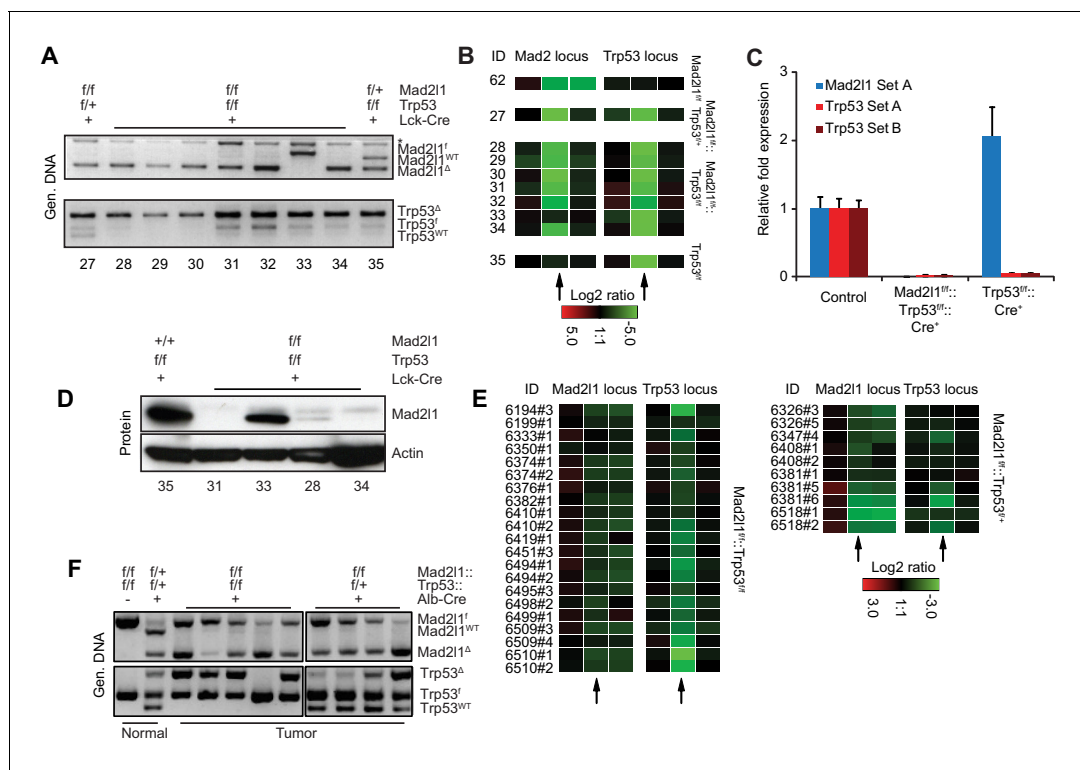 A
f/f f/f f/+ Mad2l1
f/+ f/f f/f Trp53
+ + + Lck-Cre
Gen. DNA
*
Mad2l1f
Mad2l1WT
Mad2l1Δ
Trp53Δ
Trp53f
Trp53WT
27 28 29 30 31 32 33 34 35
B
ID Mad2 locus Trp53 locus
62
27
28
29
30
31
32
33
34
35
Mad2l1f/f
Mad2l1f/f::
Trp53f/+
Mad2l1f/f::
Trp53f/f
Trp53f/f
Log2 ratio
5.0 1:1 -5.0
C
Relative fold expression
3
2
1
0
Mad2l1 Set A
Trp53 Set A
Trp53 Set B
Control
Mad2l1f/f::
Trp53f/f::
Cre+
Trp53f/f::
Cre+
D
+/+ f/f Mad2l1
f/f f/f Trp53
+ + Lck-Cre
Protein
Mad2l1
Actin
35 31 33 28 34
E
ID Mad2l1 locus Trp53 locus
6194#3
6199#1
6333#1
6350#1
6374#1
6374#2
6376#1
6382#1
6410#1
6410#2
6419#1
6451#3
6494#1
6494#2
6495#3
6498#2
6499#1
6509#3
6509#4
6510#1
6510#2
Mad2l1f/f::Trp53f/f
ID Mad2l1 locus Trp53 locus
6326#3
6326#5
6347#4
6408#1
6408#2
6381#1
6381#5
6381#6
6518#1
6518#2
Mad2l1f/f::Trp53f/+
Log2 ratio
3.0 1:1 -3.0
F
f/f f/+ f/f f/f Mad2l1::
f/f f/+ f/f f/+ Trp53::
- + + + Alb-Cre
Gen. DNA
Mad2l1f
Mad2l1WT
Mad2l1Δ
Trp53Δ
Trp53f
Trp53WT
Normal Tumor